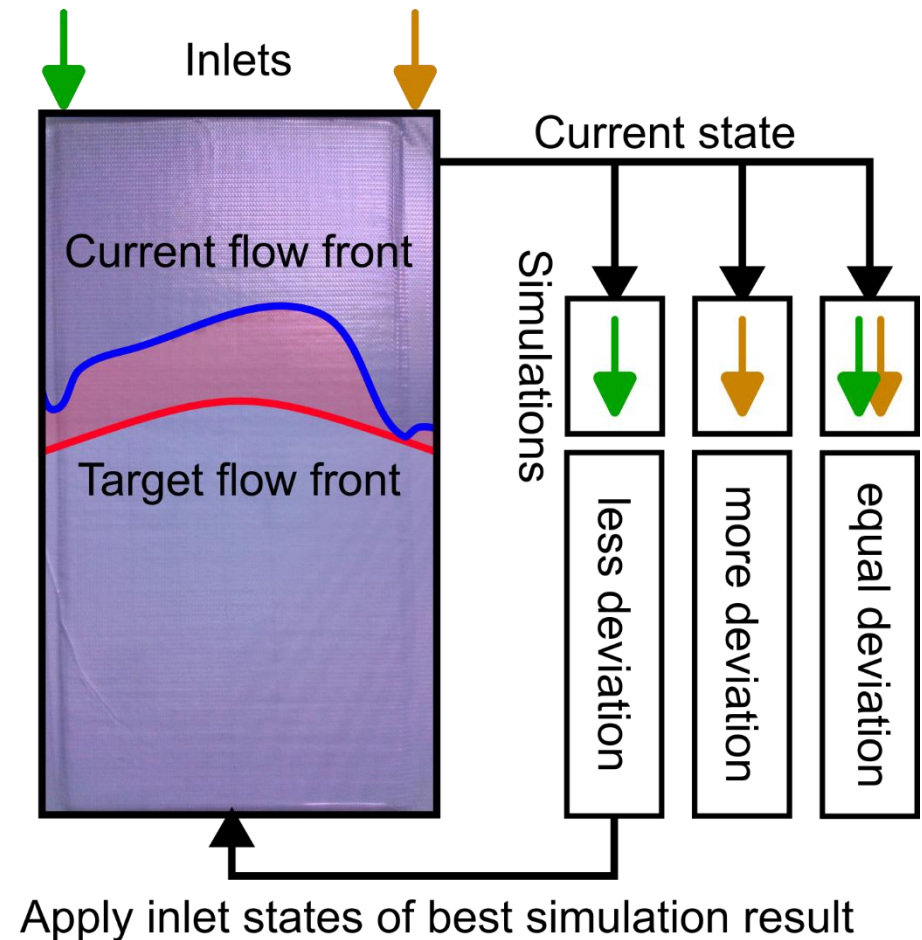 Inlets
Current state
Current flow front
Simulations
Target flow front
less deviation
more deviation
equal deviation
Apply inlet states of best simulation result